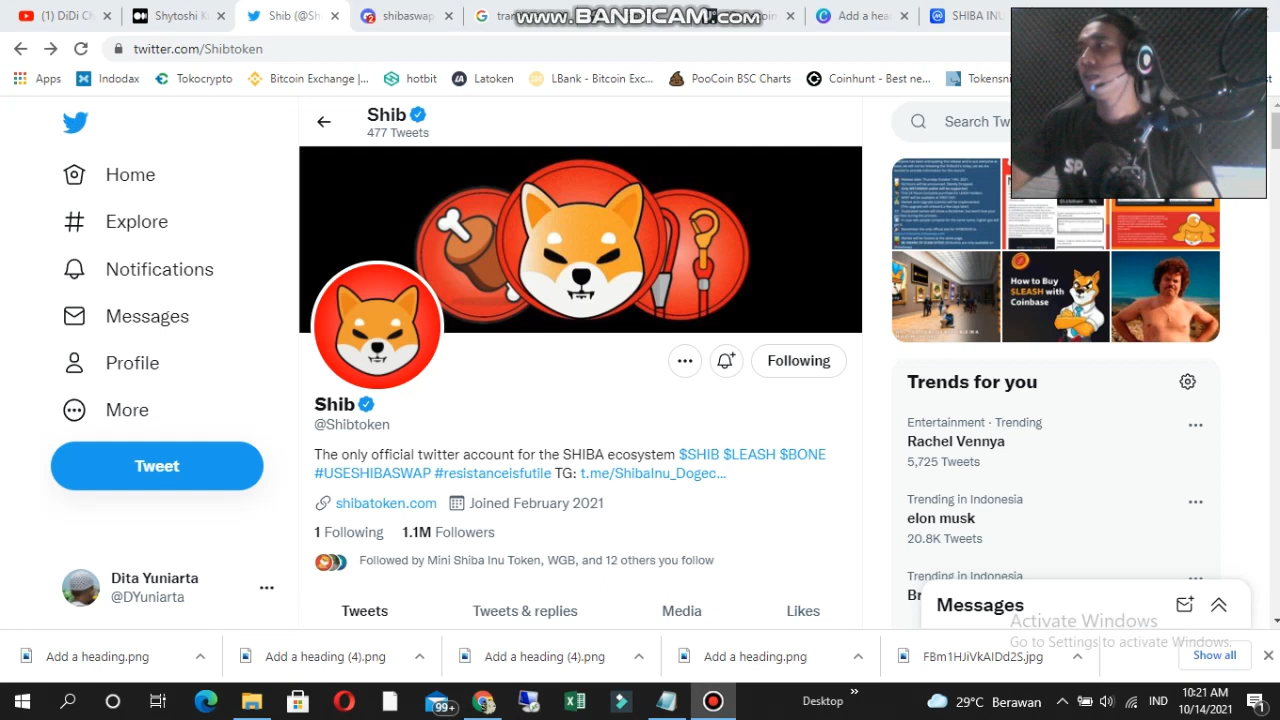 DiDi C
Shytoshi K
Shib (@Sh
shibaswap
tran
Add a hea
SHIBA INU
www.BANDICAM.com
twitter.com/Shibtoken
Apps
Indodax
Tokocrypto
Bitcoin Exchange |...
hotbit
Latoken
LBank - Bitcoin Exc...
PooCoin BSC Charts
Coinhunt - Best ne...
Tokensni
Shib
477 Tweets
Search Tw
Home
Explore
Notifications
Messages
Profile
More
Tweet
How to Buy
$LEASH with
Coinbase
Following
Shib
@Shibtoken
The only official twitter account for the SHIBA ecosystem $SHIB $LEASH $BONE
#USESHIBASWAP #resistanceisfutile TG: t.me/ShibaInu_Dogec...
shibatoken.com Joined February 2021
1 Following 1.1M Followers
Followed by Mini Shiba Inu Token, WGB, and 12 others you follow
Tweets Tweets & replies Media Likes
Trends for you
Entertainment · Trending
Rachel Vennya
5,725 Tweets
Trending in Indonesia
elon musk
20.8K Tweets
Trending in Indonesia
Br
Messages
Dita Yuniarta
@DYuniarta
Activate Windows
Go to Settings to activate Windows.
Add a heading.png
Add a heading (4).png
heading (4).png
Add a heading.png
FBm1HJiVkAIDd2S.jpg
Show all
SP
99+
Desktop
29°C Berawan
IND
10:21 AM
10/14/2021
1